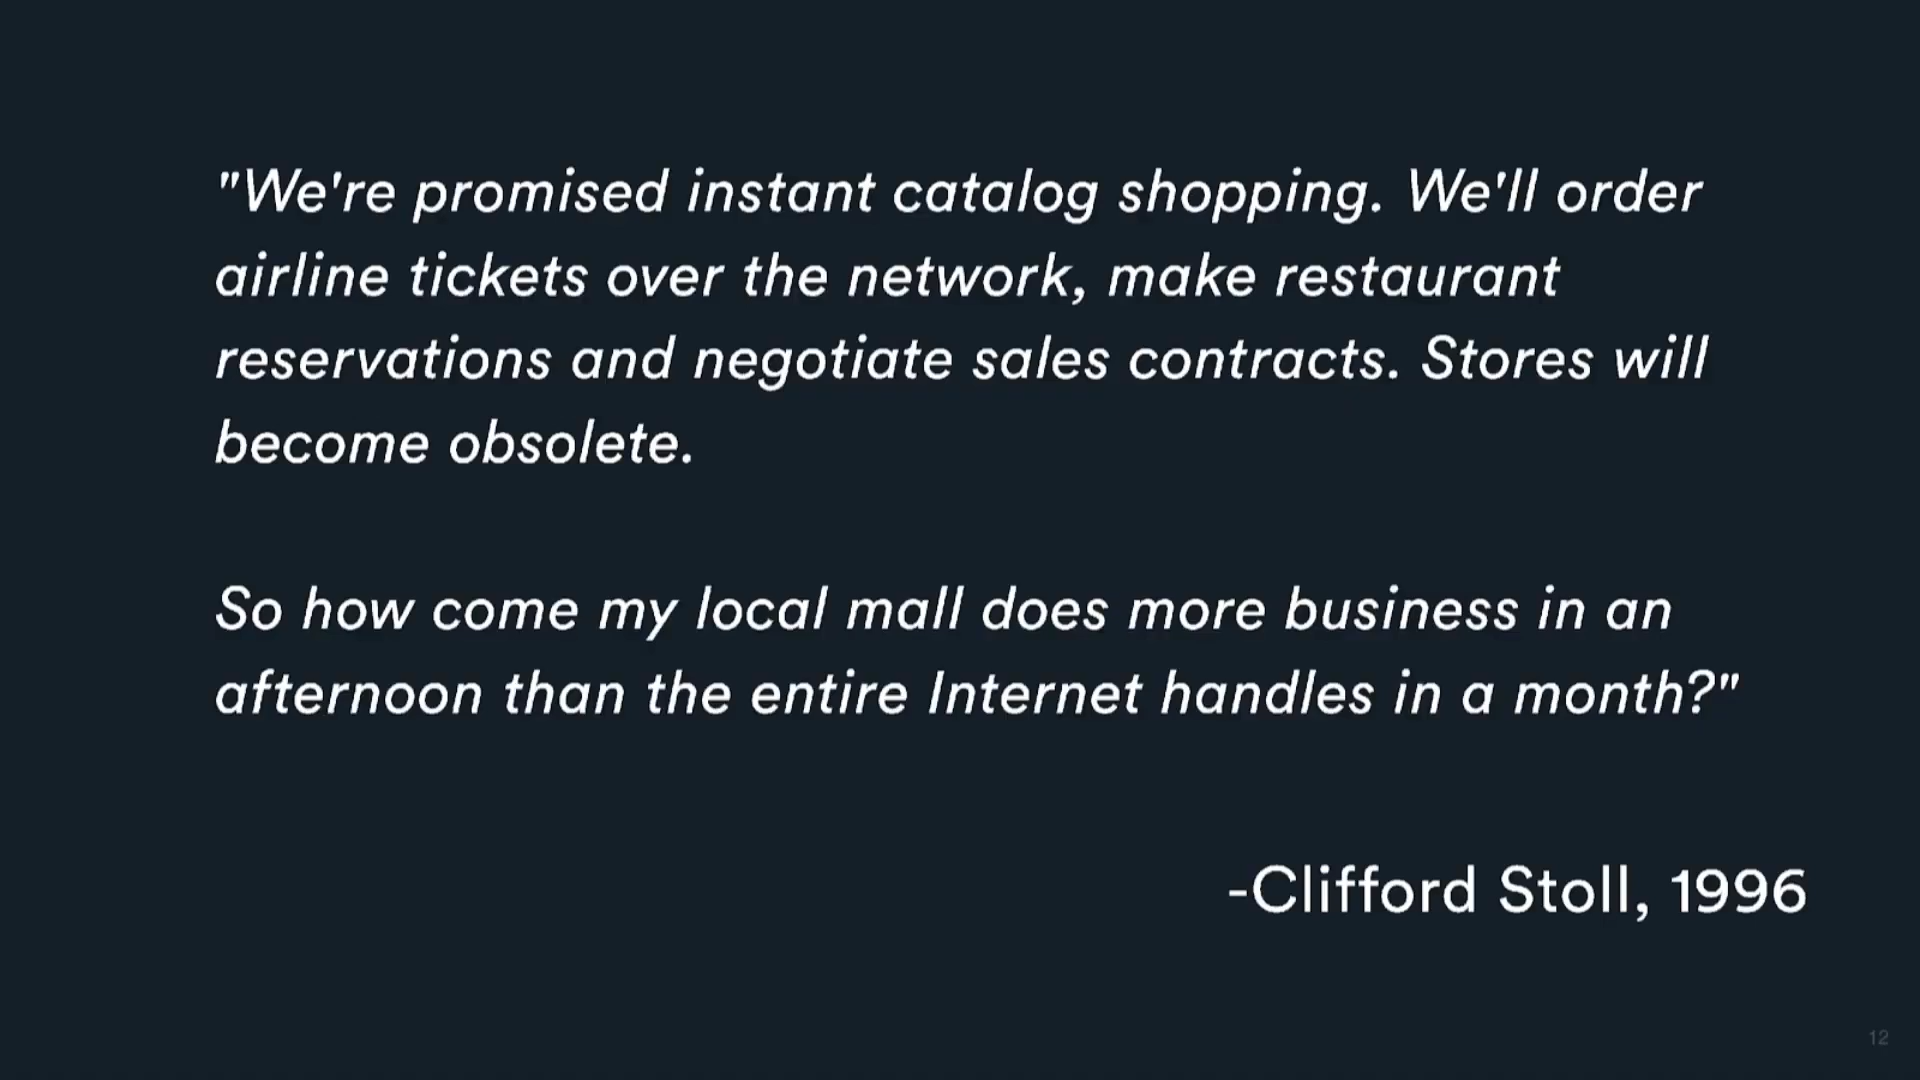 "We're promised instant catalog shopping. We'll order
airline tickets over the network, make restaurant
reservations and negotiate sales contracts. Stores will
become obsolete.
So how come my local mall does more business in an
afternoon than the entire Internet handles in a month?"
-Clifford Stoll, 1996
12